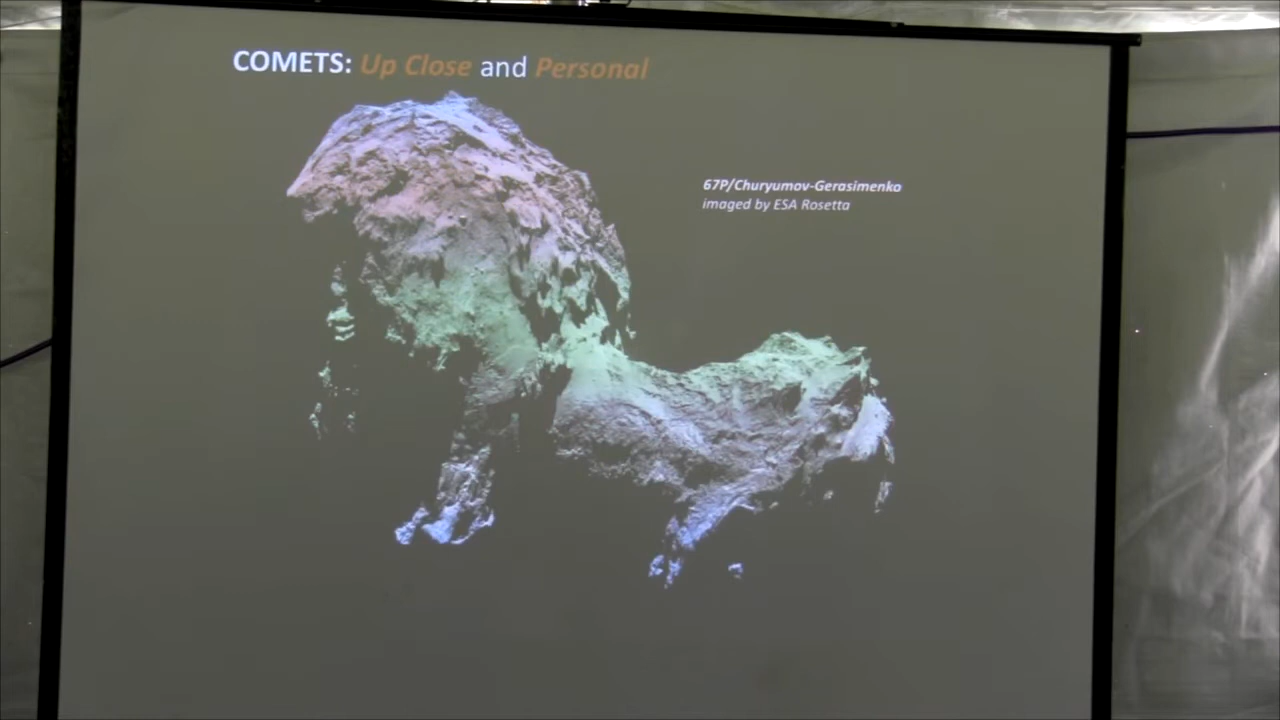 COMETS: Up Close and Personal
67P/Churyumov-Gerasimenko
imaged by ESA Rosetta